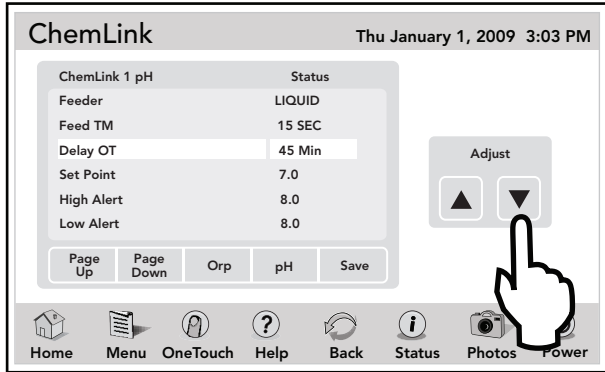 ChemLink Thu January 1, 2009 3:03 PM
ChemLink 1 pH Status
Feeder LIQUID
Feed TM 15 SEC
Delay OT 45 Min
Set Point 7.0
High Alert 8.0
Low Alert 8.0
Adjust
Page Up Page Down Orp pH Save
Home Menu OneTouch Help Back Status Photos Power